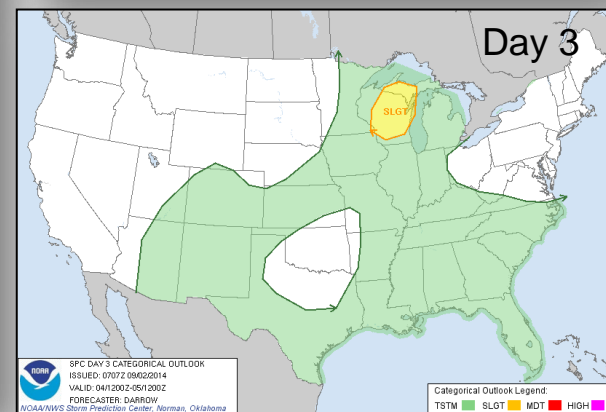 Day 3
SLGT
NOAA
SPC DAY 3 CATEGORICAL OUTLOOK
ISSUED: 0707Z 09/02/2014
VALID: 04/1200Z-05/1200Z
FORECASTER: DARROW
NOAA/NWS Storm Prediction Center, Norman, Oklahoma
Categorical Outlook Legend:
TSTM SLGT MDT HIGH